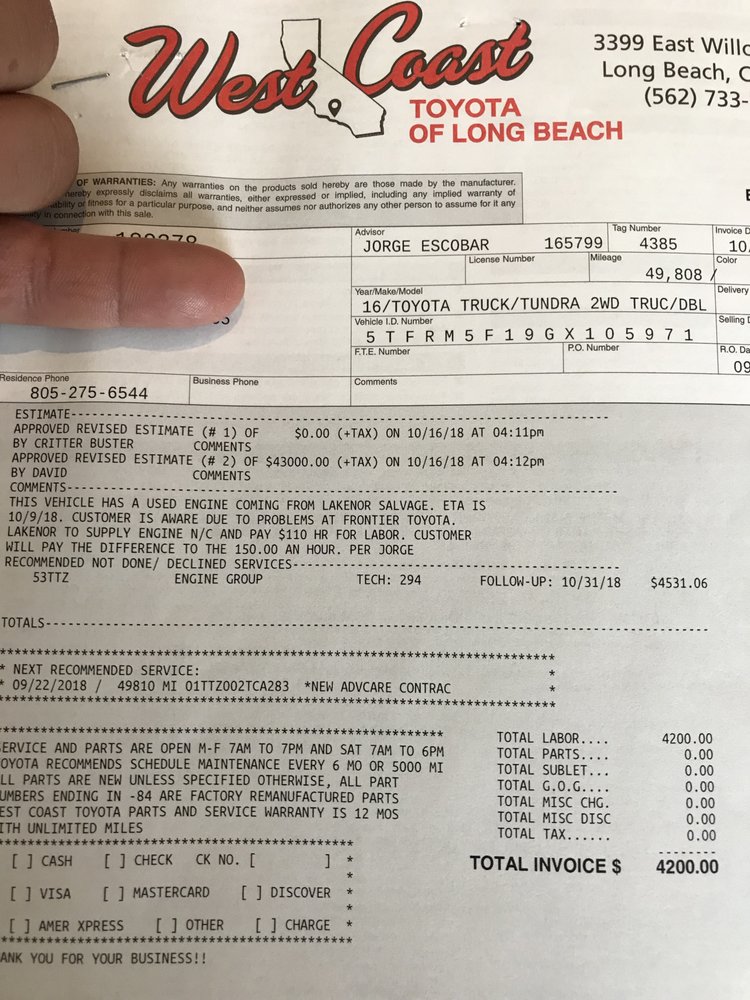 West Coast
TOYOTA
OF LONG BEACH
3399 East Willo
Long Beach, C
(562) 733-
OF WARRANTIES: Any warranties on the products sold hereby are those made by the manufacturer.
hereby expressly disclaims all warranties, either expressed or implied, including any implied warranty of
ability or fitness for a particular purpose, and neither assumes nor authorizes any other person to assume for it any
ity in connection with this sale.
Advisor
JORGE ESCOBAR 165799
Tag Number
4385
Invoice D
10
License Number
Mileage
49,808 /
Color
Year/Make/Model
16/TOYOTA TRUCK/TUNDRA 2WD TRUC/DBL
Delivery
Vehicle I.D. Number
5 T F R M 5 F 1 9 G X 1 0 5 9 7 1
Selling D
F.T.E. Number
P.O. Number
R.O. Da
09
Residence Phone
805-275-6544
Business Phone
Comments
ESTIMATE------------------------------------------------------------------
APPROVED REVISED ESTIMATE (# 1) OF $0.00 (+TAX) ON 10/16/18 AT 04:11pm
BY CRITTER BUSTER COMMENTS
APPROVED REVISED ESTIMATE (# 2) OF $43000.00 (+TAX) ON 10/16/18 AT 04:12pm
BY DAVID COMMENTS
COMMENTS------------------------------------------------------------------
THIS VEHICLE HAS A USED ENGINE COMING FROM LAKENOR SALVAGE. ETA IS
10/9/18. CUSTOMER IS AWARE DUE TO PROBLEMS AT FRONTIER TOYOTA.
LAKENOR TO SUPPLY ENGINE N/C AND PAY $110 HR FOR LABOR. CUSTOMER
WILL PAY THE DIFFERENCE TO THE 150.00 AN HOUR. PER JORGE
RECOMMENDED NOT DONE/ DECLINED SERVICES----------------------------------------
53TTZ ENGINE GROUP TECH: 294 FOLLOW-UP: 10/31/18 $4531.06
TOTALS------------------------------------------------------------------------
******************************************************************
* NEXT RECOMMENDED SERVICE: *
* 09/22/2018 / 49810 MI 01TTZ002TCA283 *NEW ADVCARE CONTRAC *
******************************************************************
****************************************************
ERVICE AND PARTS ARE OPEN M-F 7AM TO 7PM AND SAT 7AM TO 6PM
OYOTA RECOMMENDS SCHEDULE MAINTENANCE EVERY 6 MO OR 5000 MI
LL PARTS ARE NEW UNLESS SPECIFIED OTHERWISE, ALL PART
UMBERS ENDING IN -84 ARE FACTORY REMANUFACTURED PARTS
EST COAST TOYOTA PARTS AND SERVICE WARRANTY IS 12 MOS
ITH UNLIMITED MILES
*******************************************
[ ] CASH [ ] CHECK CK NO. [ ] *
*
[ ] VISA [ ] MASTERCARD [ ] DISCOVER *
*
[ ] AMER XPRESS [ ] OTHER [ ] CHARGE *
*******************************************
ANK YOU FOR YOUR BUSINESS!!
TOTAL LABOR.... 4200.00
TOTAL PARTS.... 0.00
TOTAL SUBLET... 0.00
TOTAL G.O.G.... 0.00
TOTAL MISC CHG. 0.00
TOTAL MISC DISC 0.00
TOTAL TAX...... 0.00
--------
TOTAL INVOICE $ 4200.00